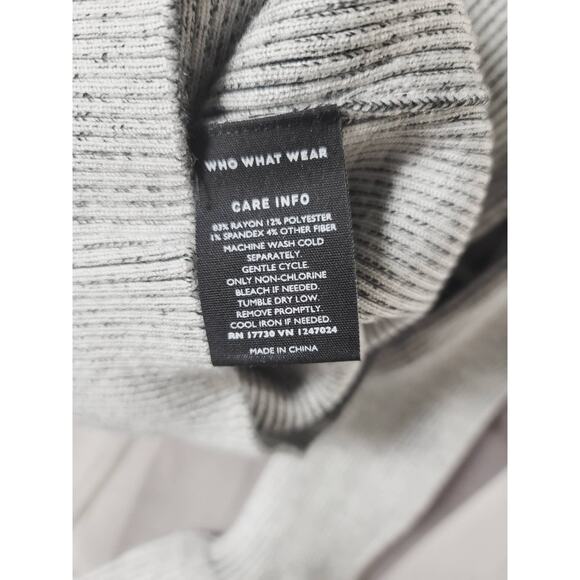 WHO WHAT WEAR
CARE INFO
83% RAYON 12% POLYESTER
1% SPANDEX 4% OTHER FIBER
MACHINE WASH COLD
SEPARATELY.
GENTLE CYCLE.
ONLY NON-CHLORINE
BLEACH IF NEEDED.
TUMBLE DRY LOW.
REMOVE PROMPTLY.
COOL IRON IF NEEDED.
RN 17730 VN 1247024
MADE IN CHINA